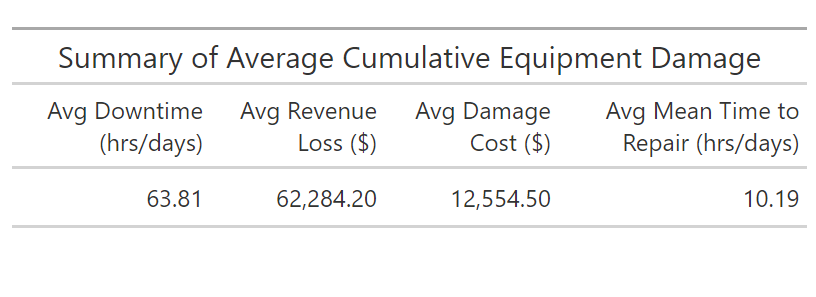 Summary of Average Cumulative Equipment Damage
Avg Downtime (hrs/days) Avg Revenue Loss ($) Avg Damage Cost ($) Avg Mean Time to Repair (hrs/days)
63.81 62,284.20 12,554.50 10.19